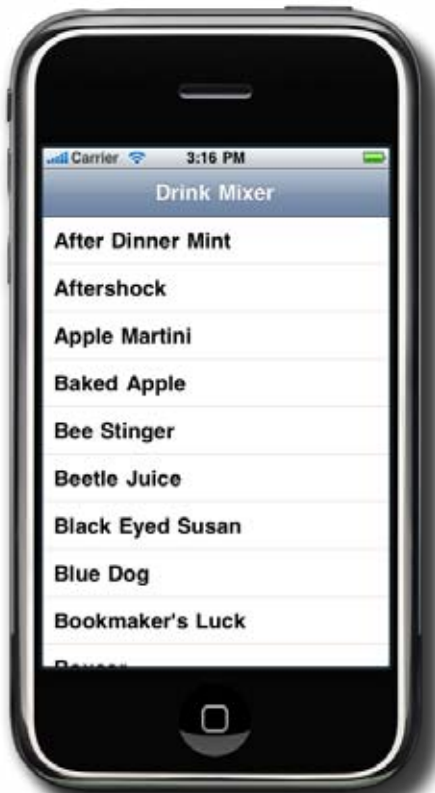 Carrier 3:16 PM
Drink Mixer
After Dinner Mint
Aftershock
Apple Martini
Baked Apple
Bee Stinger
Beetle Juice
Black Eyed Susan
Blue Dog
Bookmaker's Luck